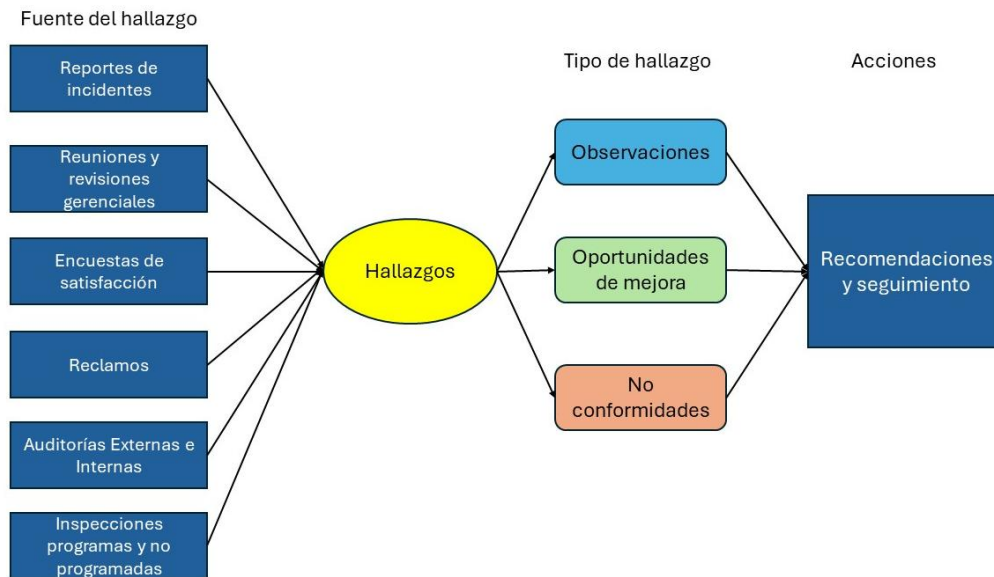 Fuente del hallazgo
Reportes de
incidentes
Reuniones y
revisiones
gerenciales
Encuestas de
satisfacción
Reclamos
Auditorías Externas e
Internas
Inspecciones
programas y no
programadas
Hallazgos
Tipo de hallazgo
Observaciones
Oportunidades
de mejora
No
conformidades
Acciones
Recomendaciones
y seguimiento